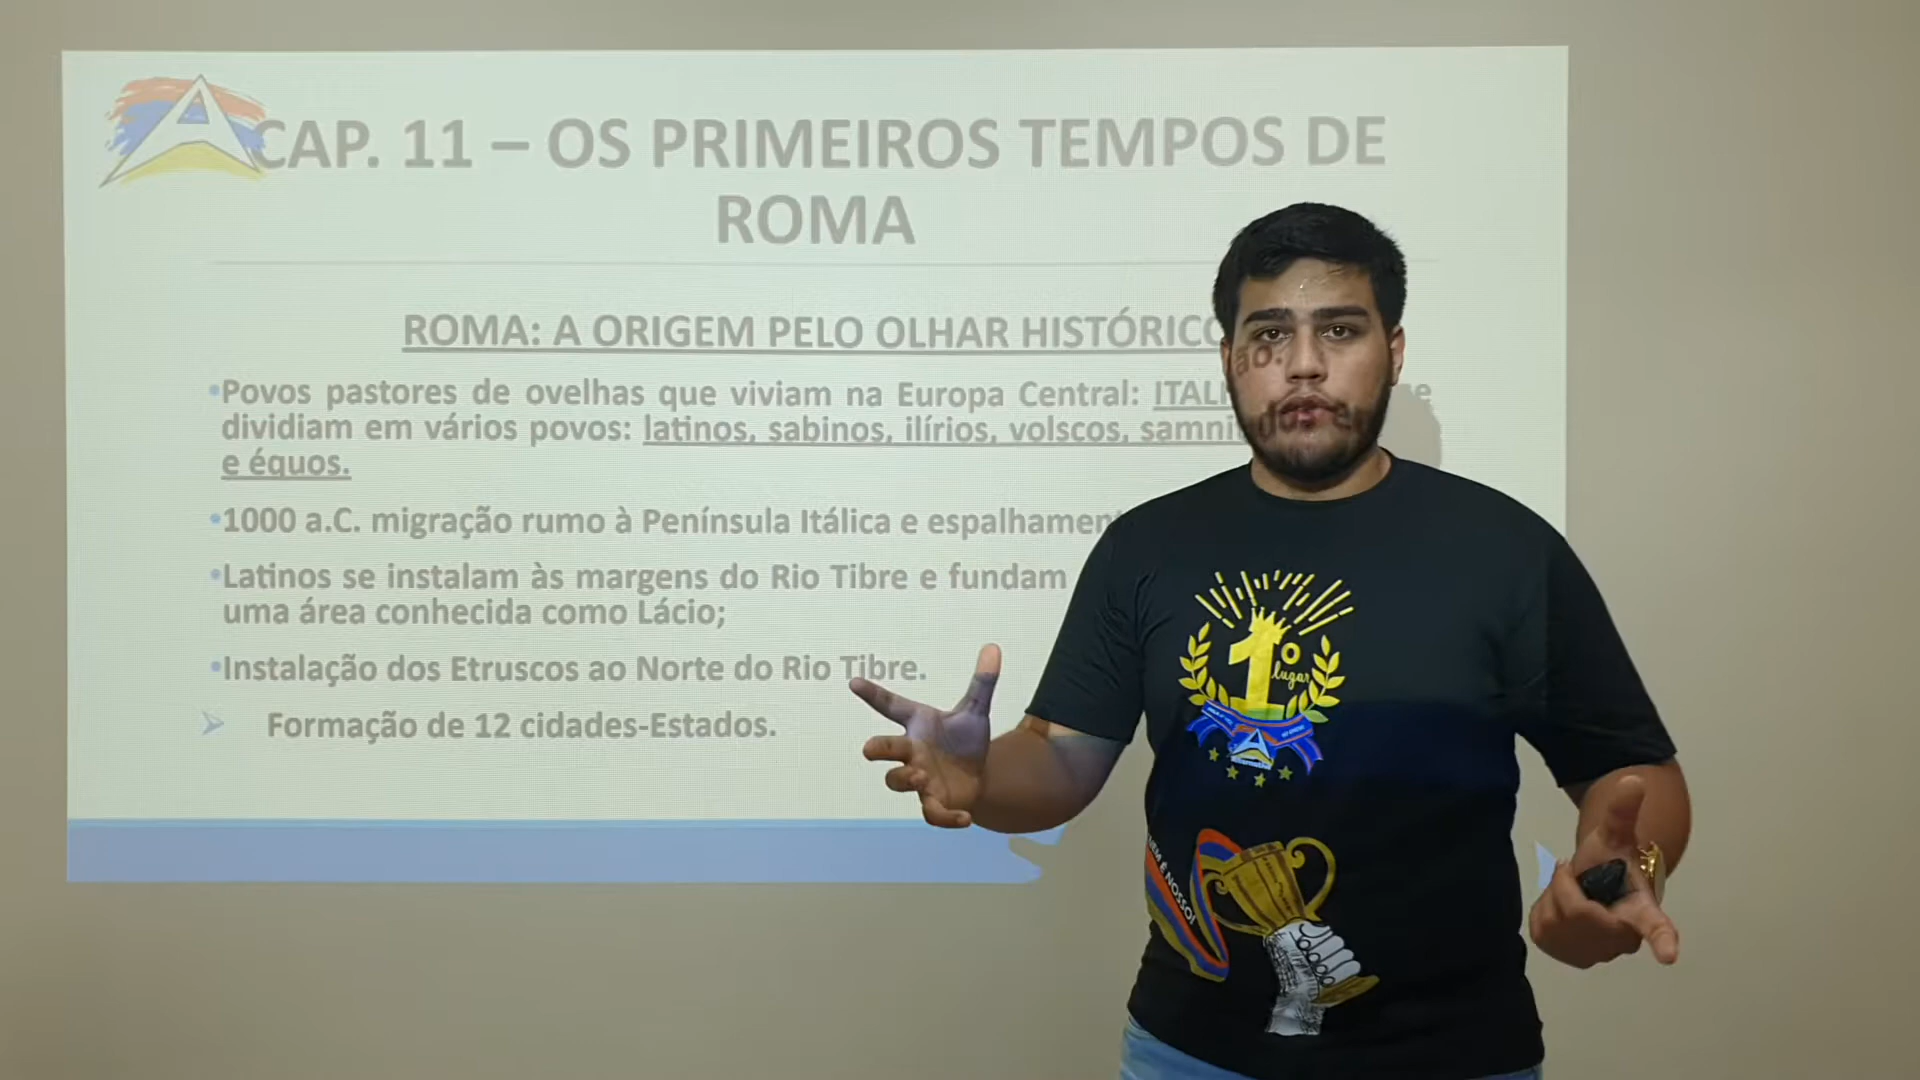 CAP. 11 – OS PRIMEIROS TEMPOS DE
ROMA
ROMA: A ORIGEM PELO OLHAR HISTÓRICO
•Povos pastores de ovelhas que viviam na Europa Central:
dividiam em vários povos: latinos, sabinos, ilírios, volscos,
e équos.
•1000 a.C. migração rumo à Península Itálica e
•Latinos se instalam às margens do Rio Tibre e fundam
uma área conhecida como Lácio;
•Instalação dos Etruscos ao Norte do Rio Tibre.
➢ Formação de 12 cidades-Estados.
1º
lugar
É NOSSO!